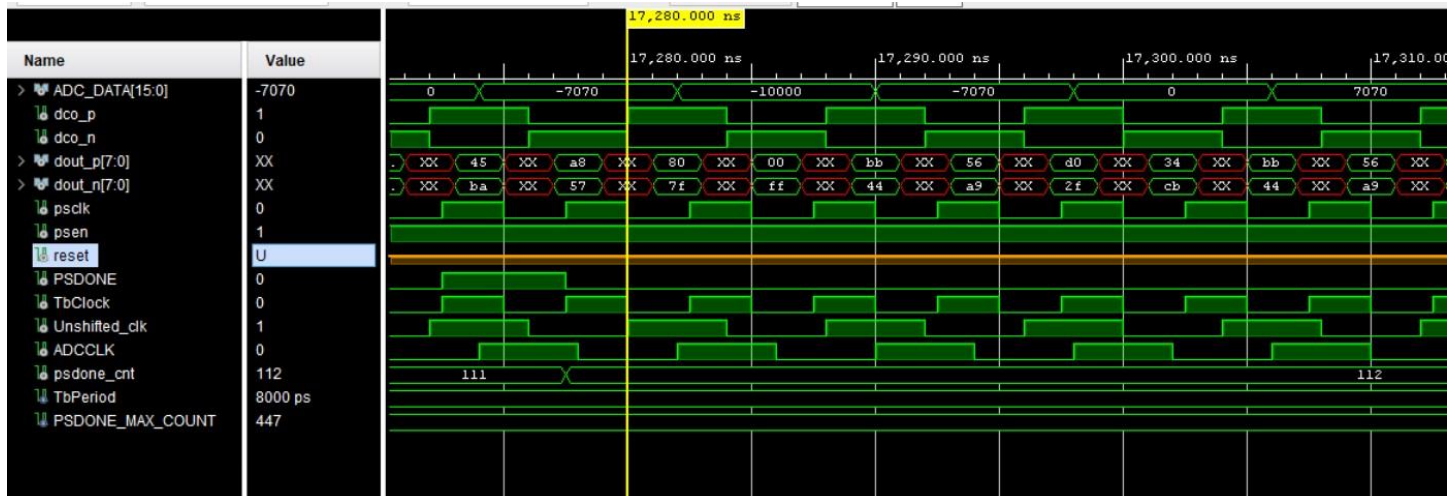 17,280.000 ns
Name Value
17,280.000 ns 17,290.000 ns 17,300.000 ns 17,310.00
ADC_DATA[15:0] -7070 0 -7070 -10000 -7070 0 7070
dco_p 1
dco_n 0
dout_p[7:0] XX . XX 45 XX a8 XX 80 XX 00 XX bb XX 56 XX d0 XX 34 XX bb XX 56 XX
dout_n[7:0] XX . XX ba XX 57 XX 7f XX ff XX 44 XX a9 XX 2f XX cb XX 44 XX a9 XX
psclk 0
psen 1
reset U
PSDONE 0
TbClock 0
Unshifted_clk 1
ADCCLK 0
psdone_cnt 112 111 112
TbPeriod 8000 ps
PSDONE_MAX_COUNT 447